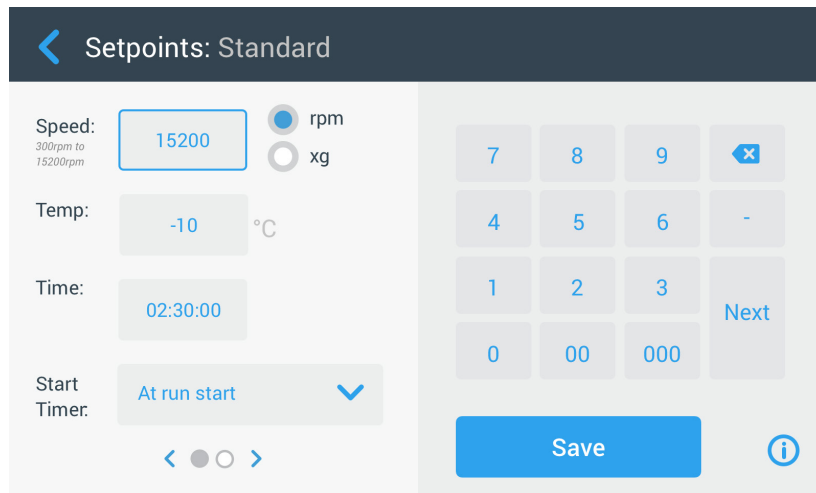 Setpoints: Standard
Speed:
300rpm to
15200rpm
15200
rpm
xg
Temp:
-10
°C
Time:
02:30:00
Start
Timer:
At run start
7 8 9
4 5 6 -
1 2 3
Next
0 00 000
Save